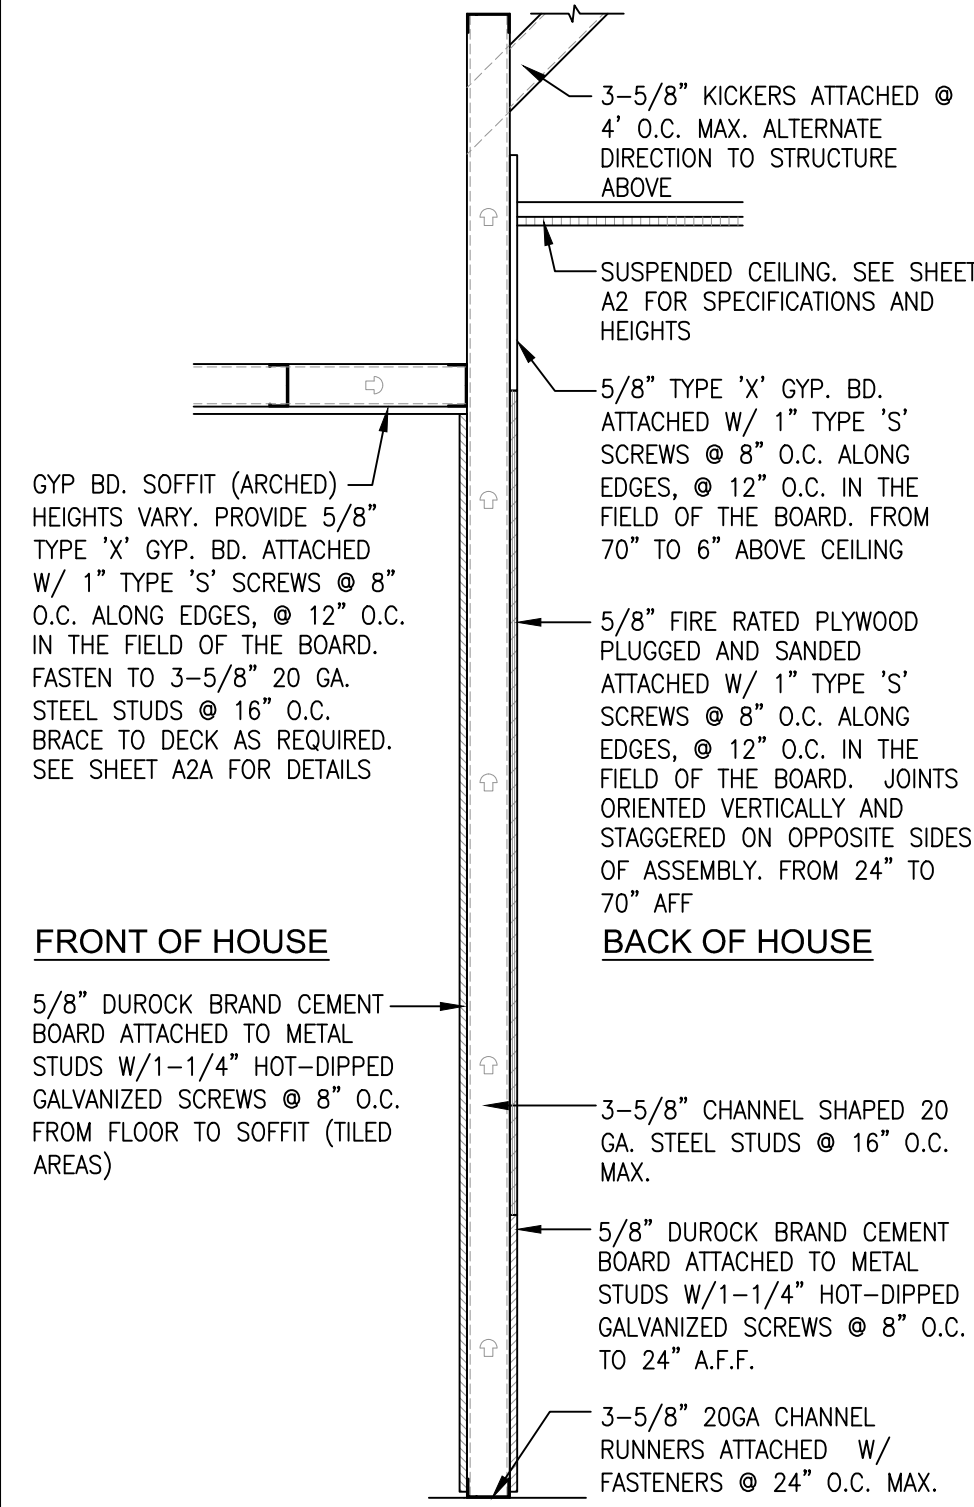 3-5/8" KICKERS ATTACHED @
4' O.C. MAX. ALTERNATE
DIRECTION TO STRUCTURE
ABOVE
SUSPENDED CEILING. SEE SHEET
A2 FOR SPECIFICATIONS AND
HEIGHTS
5/8" TYPE 'X' GYP. BD.
ATTACHED W/ 1" TYPE 'S'
SCREWS @ 8" O.C. ALONG
EDGES, @ 12" O.C. IN THE
FIELD OF THE BOARD. FROM
70" TO 6" ABOVE CEILING
GYP BD. SOFFIT (ARCHED)
HEIGHTS VARY. PROVIDE 5/8"
TYPE 'X' GYP. BD. ATTACHED
W/ 1" TYPE 'S' SCREWS @ 8"
O.C. ALONG EDGES, @ 12" O.C.
IN THE FIELD OF THE BOARD.
FASTEN TO 3-5/8" 20 GA.
STEEL STUDS @ 16" O.C.
BRACE TO DECK AS REQUIRED.
SEE SHEET A2A FOR DETAILS
5/8" FIRE RATED PLYWOOD
PLUGGED AND SANDED
ATTACHED W/ 1" TYPE 'S'
SCREWS @ 8" O.C. ALONG
EDGES, @ 12" O.C. IN THE
FIELD OF THE BOARD. JOINTS
ORIENTED VERTICALLY AND
STAGGERED ON OPPOSITE SIDES
OF ASSEMBLY. FROM 24" TO
70" AFF
FRONT OF HOUSE
BACK OF HOUSE
5/8" DUROCK BRAND CEMENT
BOARD ATTACHED TO METAL
STUDS W/1-1/4" HOT-DIPPED
GALVANIZED SCREWS @ 8" O.C.
FROM FLOOR TO SOFFIT (TILED
AREAS)
3-5/8" CHANNEL SHAPED 20
GA. STEEL STUDS @ 16" O.C.
MAX.
5/8" DUROCK BRAND CEMENT
BOARD ATTACHED TO METAL
STUDS W/1-1/4" HOT-DIPPED
GALVANIZED SCREWS @ 8" O.C.
TO 24" A.F.F.
3-5/8" 20GA CHANNEL
RUNNERS ATTACHED W/
FASTENERS @ 24" O.C. MAX.